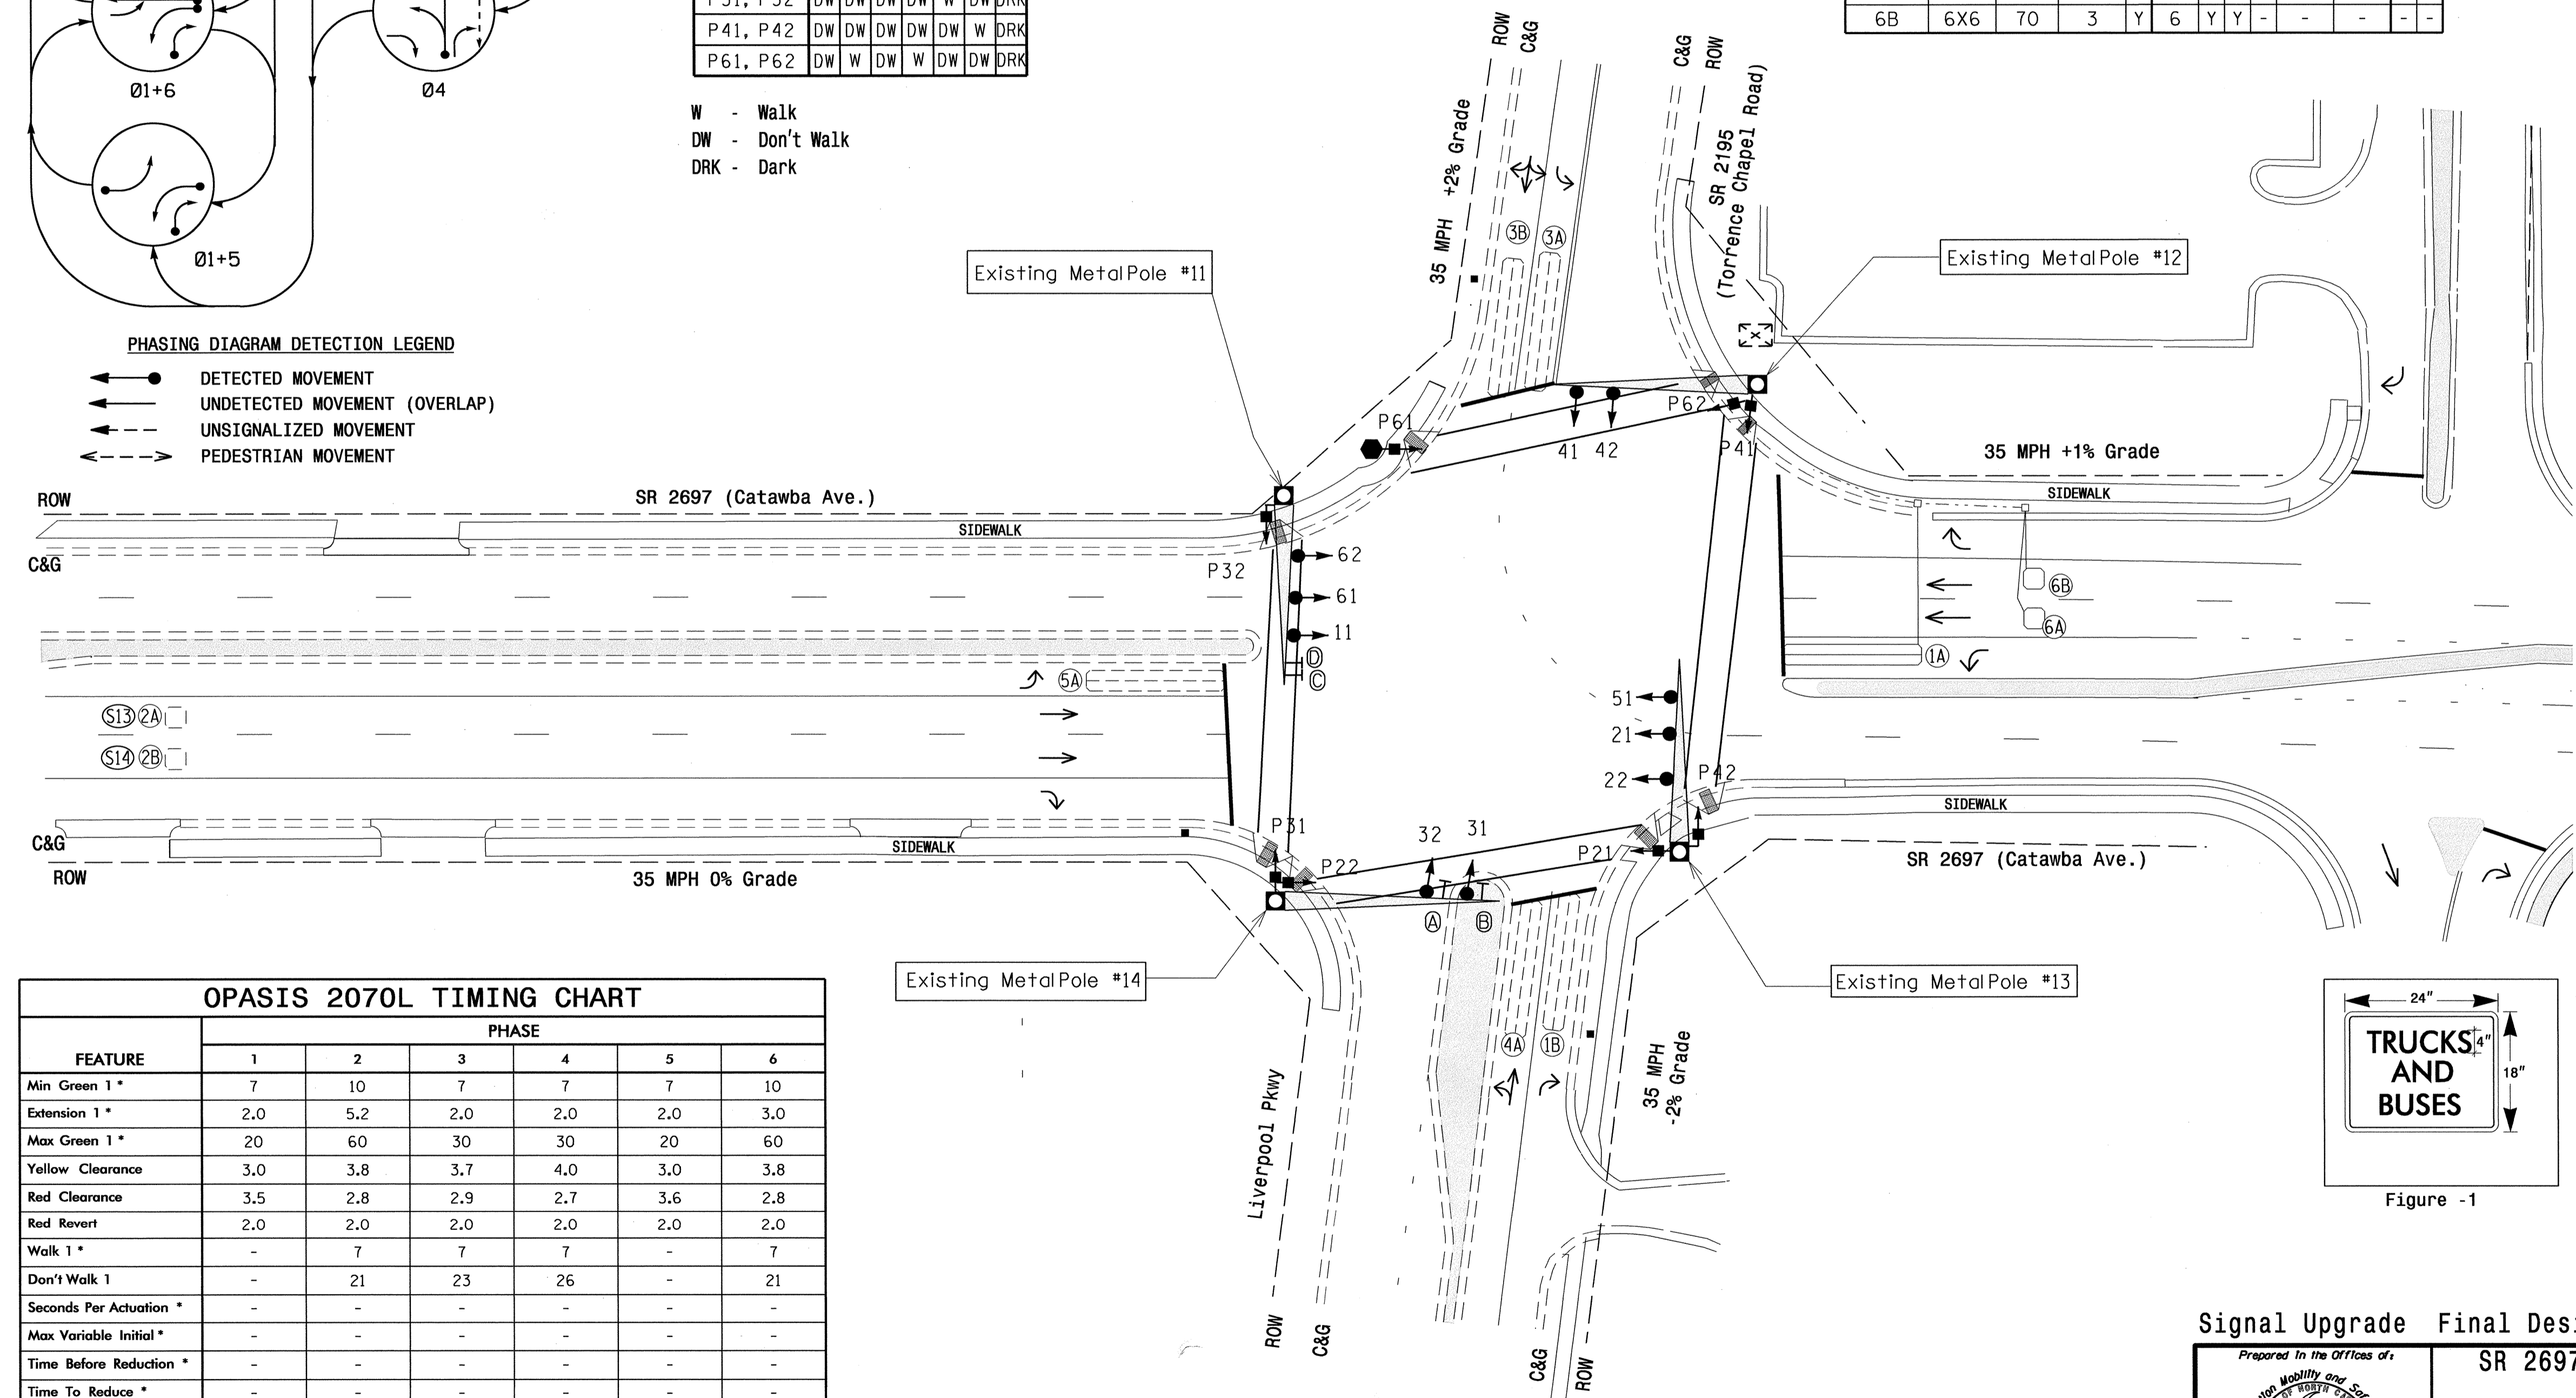 P31, P32 DW DW DW DW W DW DRK
P41, P42 DW DW DW DW DW W DRK
P61, P62 DW W DW W DW DW DRK
6B 6X6 70 3 Y 6 Y Y - - - - -
Ø1+6
Ø4
Ø1+5
W - Walk
DW - Don't Walk
DRK - Dark
PHASING DIAGRAM DETECTION LEGEND
DETECTED MOVEMENT
UNDETECTED MOVEMENT (OVERLAP)
UNSIGNALIZED MOVEMENT
PEDESTRIAN MOVEMENT
ROW
C&G
C&G
ROW
35 MPH +2% Grade
SR 2195
(Torrence Chapel Road)
3B
3A
Existing Metal Pole #11
Existing Metal Pole #12
X
P61
P62
P41
41
42
35 MPH +1% Grade
ROW
SR 2697 (Catawba Ave.)
SIDEWALK
SIDEWALK
C&G
P32
62
61
11
D
C
6B
6A
1A
5A
S13 2A
S14 2B
51
21
22
P42
C&G
SIDEWALK
SIDEWALK
ROW
35 MPH 0% Grade
SR 2697 (Catawba Ave.)
P31
P22
32
31
P21
A
B
Existing Metal Pole #14
Existing Metal Pole #13
4A
1B
35 MPH
-2% Grade
Liverpool Pkwy
ROW
C&G
C&G
ROW
OPASIS 2070L TIMING CHART
PHASE
FEATURE 1 2 3 4 5 6
Min Green 1 * 7 10 7 7 7 10
Extension 1 * 2.0 5.2 2.0 2.0 2.0 3.0
Max Green 1 * 20 60 30 30 20 60
Yellow Clearance 3.0 3.8 3.7 4.0 3.0 3.8
Red Clearance 3.5 2.8 2.9 2.7 3.6 2.8
Red Revert 2.0 2.0 2.0 2.0 2.0 2.0
Walk 1 * - 7 7 7 - 7
Don't Walk 1 - 21 23 26 - 21
Seconds Per Actuation * - - - - - -
Max Variable Initial * - - - - - -
Time Before Reduction * - - - - - -
Time To Reduce * - - - - - -
24"
TRUCKS
AND
BUSES
4"
18"
Figure -1
Signal Upgrade Final
Prepared in the Offices of:
SR 2697
Mobility and
OF NORTH